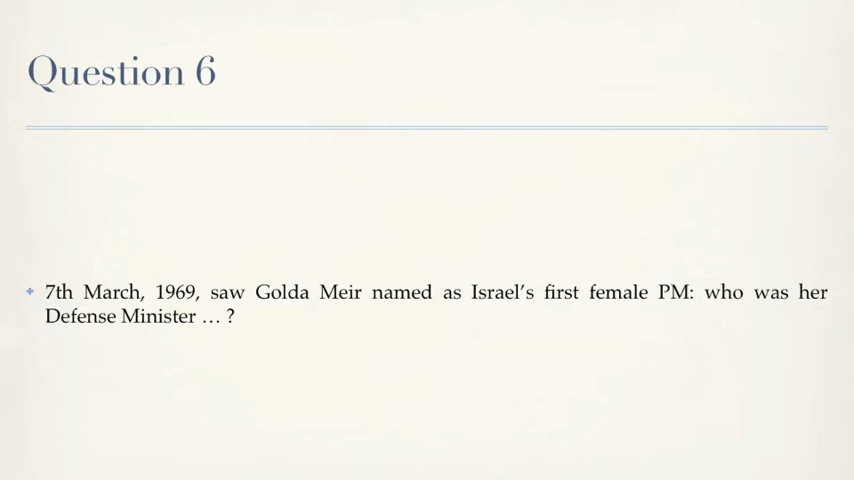 Question 6
7th March, 1969, saw Golda Meir named as Israel’s first female PM: who was her
Defense Minister … ?